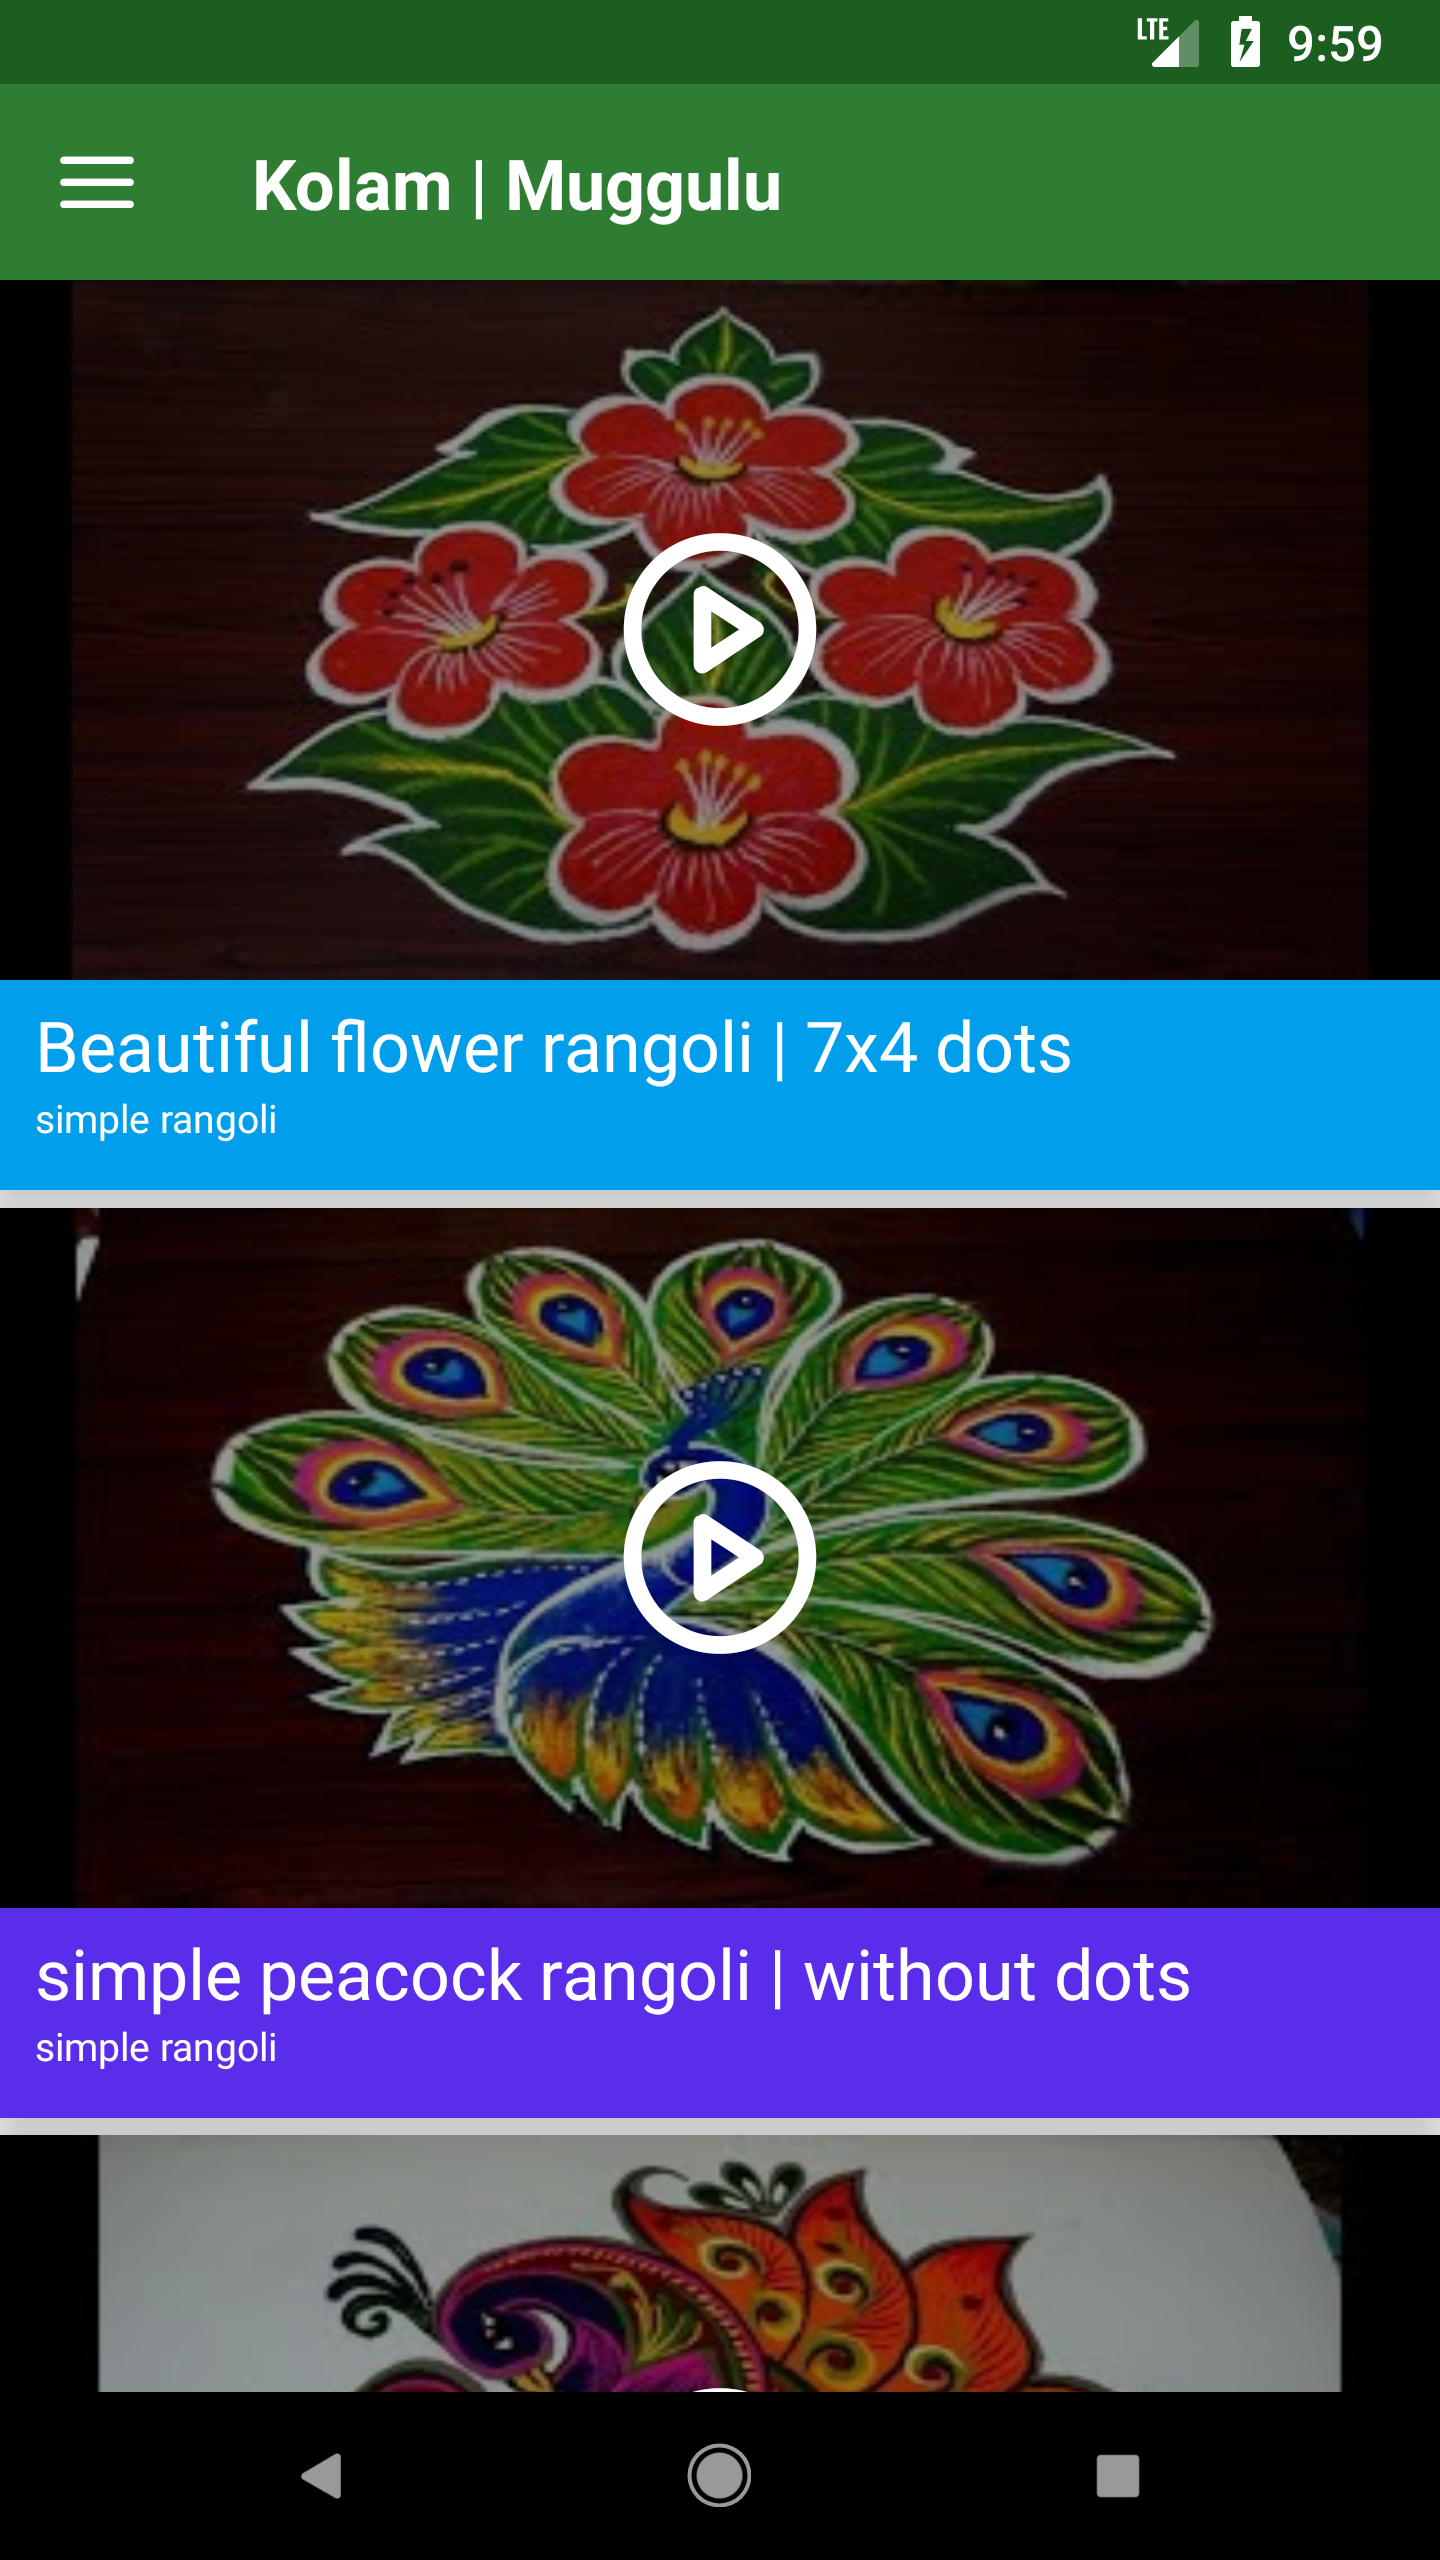 LTE 9:59
Kolam | Muggulu
Beautiful flower rangoli | 7x4 dots
simple rangoli
simple peacock rangoli | without dots
simple rangoli